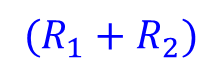 (R₁ + R₂)